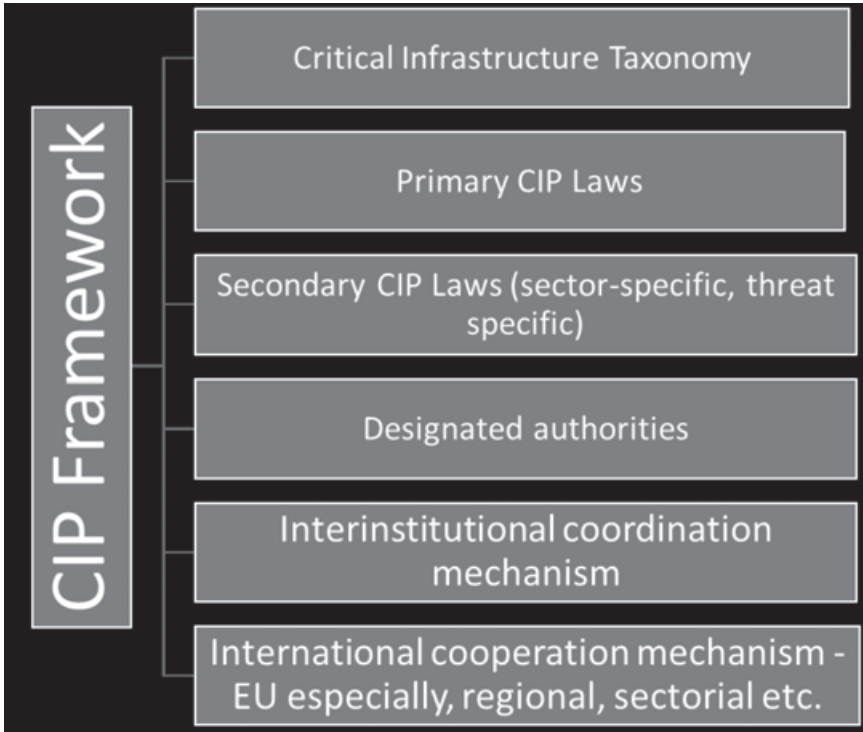 CIP Framework
Critical Infrastructure Taxonomy
Primary CIP Laws
Secondary CIP Laws (sector-specific, threat
specific)
Designated authorities
Interinstitutional coordination
mechanism
International cooperation mechanism -
EU especially, regional, sectorial etc.